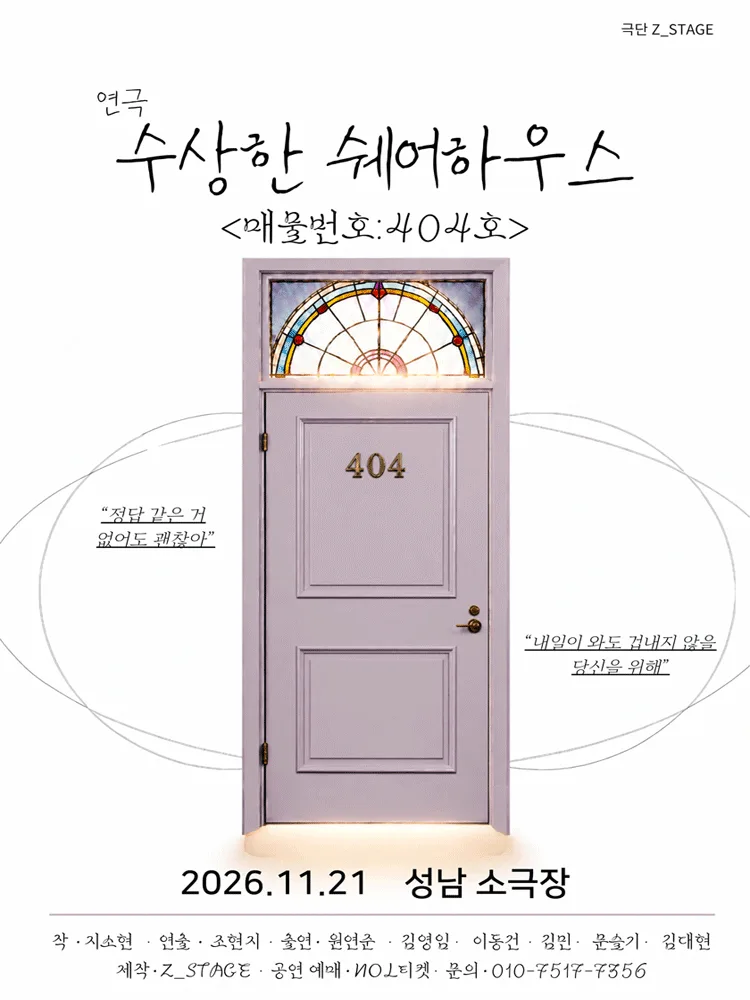 극단 Z_STAGE
연극
수상한 쉐어하우스
<매물번호:404호>
404
“정답 같은 거
없어도 괜찮아”
“내일이 와도 겁내지 않을
당신을 위해”
2026.11.21 성남 소극장
작 · 지소현 · 연출 · 조현지 · 출연 · 원연준 · 김영임 · 이동건 · 김민 · 문슬기 · 김대현
제작 · Z_STAGE · 공연 예매 · NOL티켓 · 문의 · 010-7517-7356